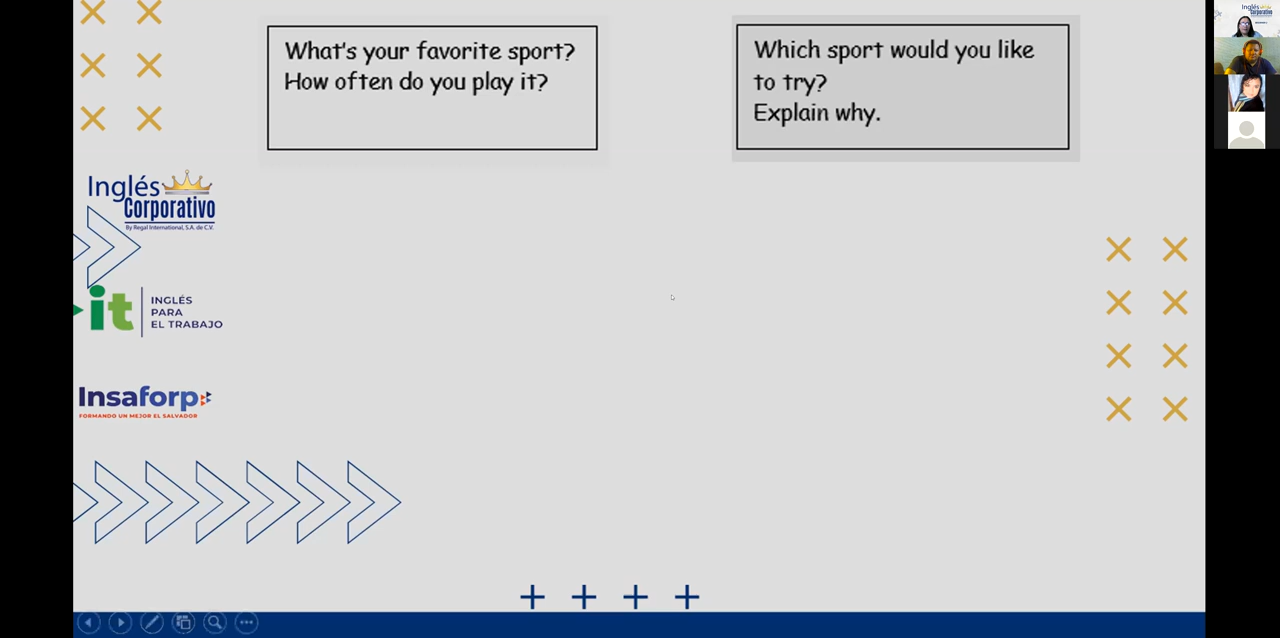 What's your favorite sport?
How often do you play it?
Which sport would you like
to try?
Explain why.
Inglés
Corporativo
By Regal International, S.A. de C.V.
it
INGLÉS
PARA
EL TRABAJO
Insaforp
FORMANDO UN MEJOR EL SALVADOR